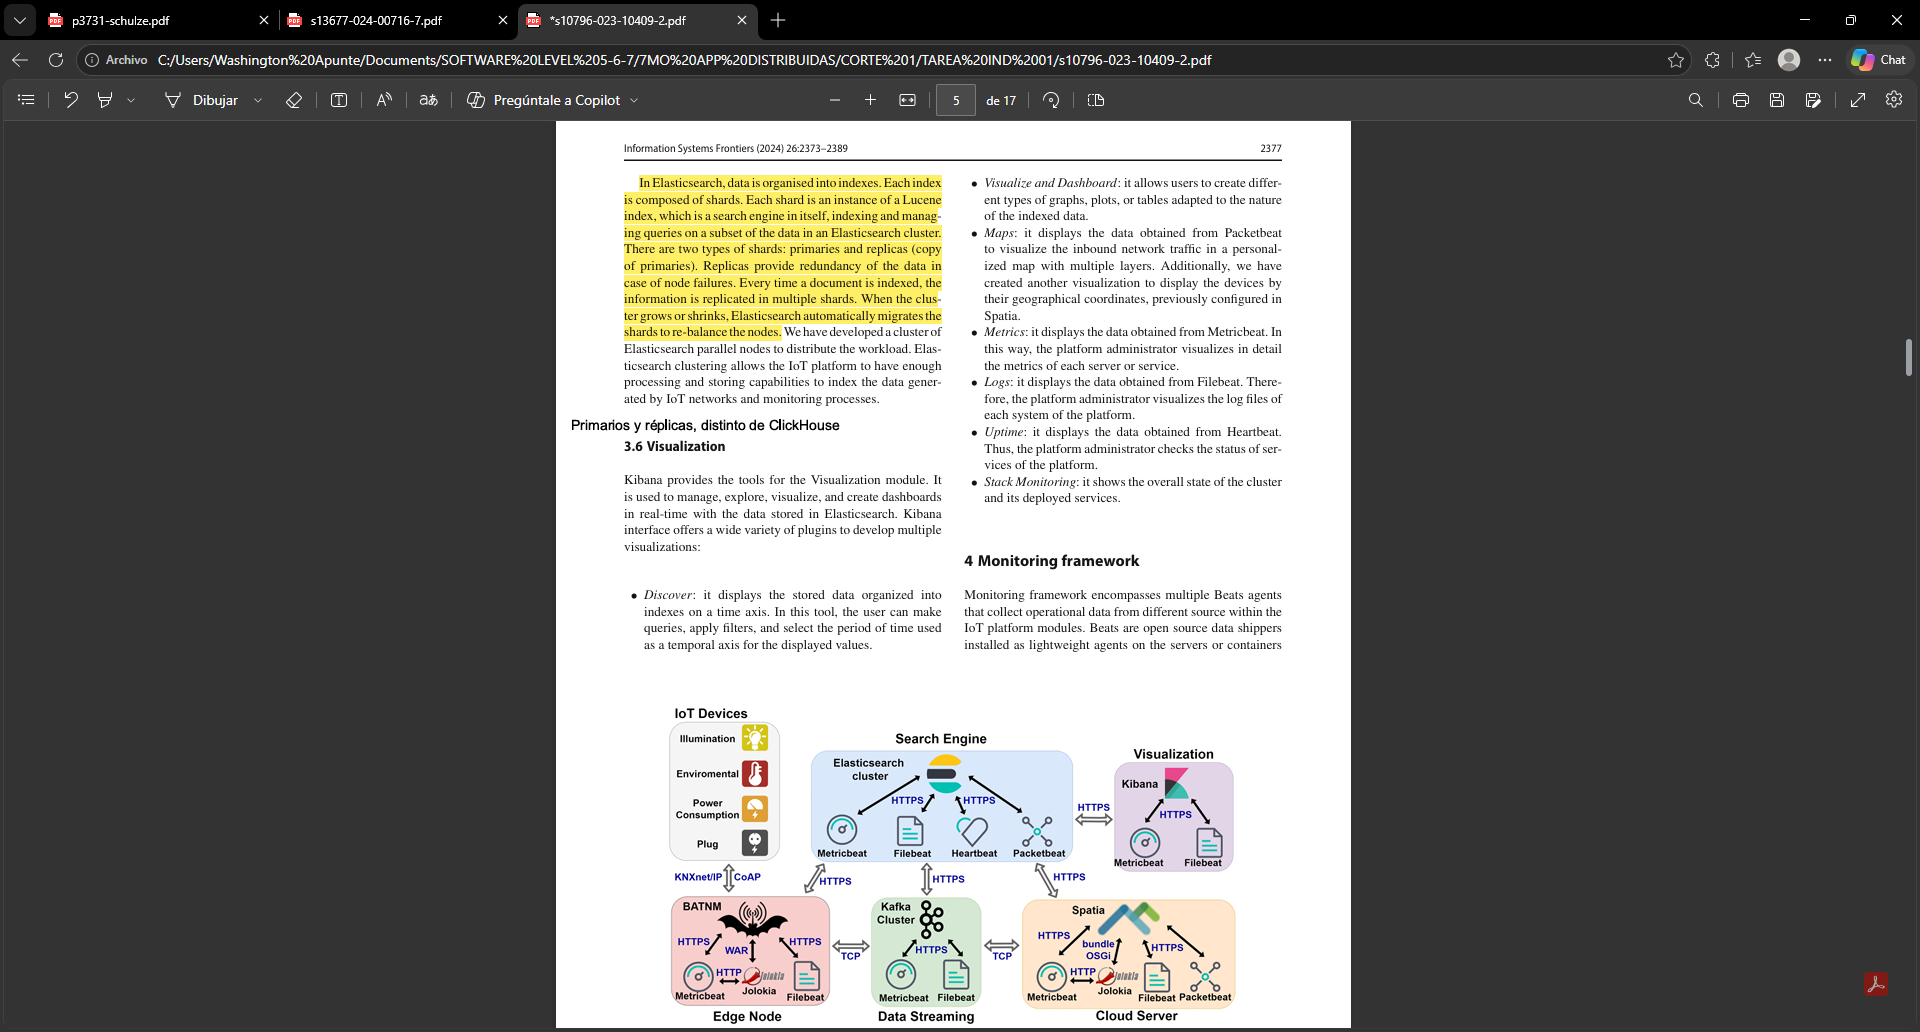 p3731-schulze.pdf
s13677-024-00716-7.pdf
*s10796-023-10409-2.pdf
Archivo
C:/Users/Washington%20Apunte/Documents/SOFTWARE%20LEVEL%205-6-7/7MO%20APP%20DISTRIBUIDAS/CORTE%201/TAREA%20IND%2001/s10796-023-10409-2.pdf
Chat
Dibujar
Pregúntale a Copilot
5
de 17
Information Systems Frontiers (2024) 26:2373–2389
2377
In Elasticsearch, data is organised into indexes. Each index
is composed of shards. Each shard is an instance of a Lucene
index, which is a search engine in itself, indexing and manag-
ing queries on a subset of the data in an Elasticsearch cluster.
There are two types of shards: primaries and replicas (copy
of primaries). Replicas provide redundancy of the data in
case of node failures. Every time a document is indexed, the
information is replicated in multiple shards. When the clus-
ter grows or shrinks, Elasticsearch automatically migrates the
shards to re-balance the nodes. We have developed a cluster of
Elasticsearch parallel nodes to distribute the workload. Elas-
ticsearch clustering allows the IoT platform to have enough
processing and storing capabilities to index the data gener-
ated by IoT networks and monitoring processes.
Primarios y réplicas, distinto de ClickHouse
3.6 Visualization
Kibana provides the tools for the Visualization module. It
is used to manage, explore, visualize, and create dashboards
in real-time with the data stored in Elasticsearch. Kibana
interface offers a wide variety of plugins to develop multiple
visualizations:
• Discover: it displays the stored data organized into
indexes on a time axis. In this tool, the user can make
queries, apply filters, and select the period of time used
as a temporal axis for the displayed values.
• Visualize and Dashboard: it allows users to create differ-
ent types of graphs, plots, or tables adapted to the nature
of the indexed data.
• Maps: it displays the data obtained from Packetbeat
to visualize the inbound network traffic in a personal-
ized map with multiple layers. Additionally, we have
created another visualization to display the devices by
their geographical coordinates, previously configured in
Spatia.
• Metrics: it displays the data obtained from Metricbeat. In
this way, the platform administrator visualizes in detail
the metrics of each server or service.
• Logs: it displays the data obtained from Filebeat. There-
fore, the platform administrator visualizes the log files of
each system of the platform.
• Uptime: it displays the data obtained from Heartbeat.
Thus, the platform administrator checks the status of ser-
vices of the platform.
• Stack Monitoring: it shows the overall state of the cluster
and its deployed services.
4 Monitoring framework
Monitoring framework encompasses multiple Beats agents
that collect operational data from different source within the
IoT platform modules. Beats are open source data shippers
installed as lightweight agents on the servers or containers
IoT Devices
Illumination
Enviromental
Power
Consumption
Plug
Search Engine
Elasticsearch
cluster
HTTPS
HTTPS
Metricbeat
Filebeat
Heartbeat
Packetbeat
HTTPS
Visualization
Kibana
HTTPS
Metricbeat
Filebeat
KNXnet/IP
CoAP
HTTPS
HTTPS
HTTPS
BATNM
HTTPS
WAR
HTTPS
HTTP
Jolokia
Metricbeat
Jolokia
Filebeat
Edge Node
TCP
Kafka
Cluster
HTTPS
Metricbeat
Filebeat
Data Streaming
TCP
Spatia
HTTPS
bundle
OSGi
HTTPS
HTTP
Jolokia
Metricbeat
Jolokia
Filebeat
Packetbeat
Cloud Server